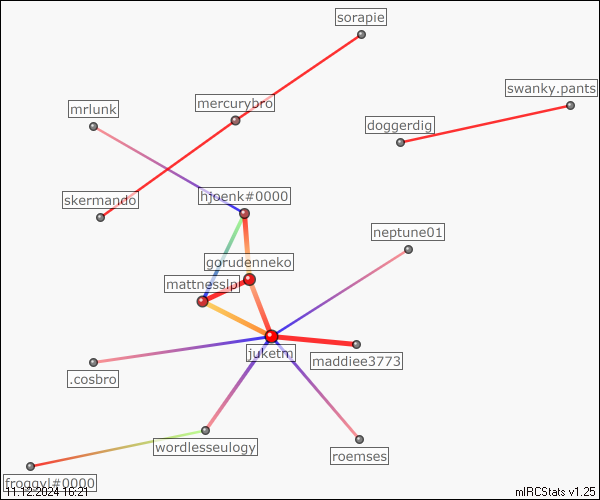 sorapie
swanky.pants
mercurybro
mrlunk
doggerdig
skermando
hjoenk#0000
neptune01
gorudenneko
mattnesslp
juketm
maddiee3773
.cosbro
wordlesseulogy
roemses
froggyl#0000
11.12.2024 16:21
mIRCStats v1.25